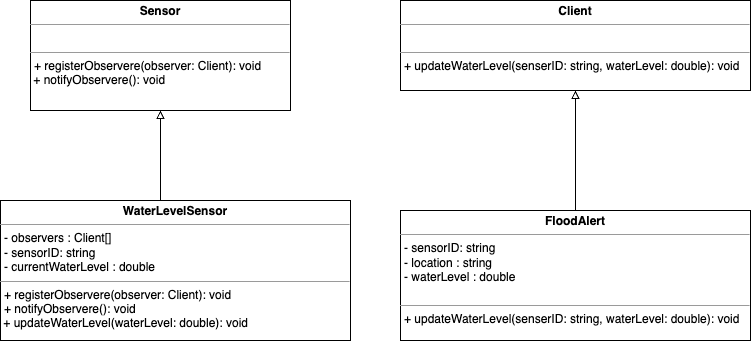 Sensor
+ registerObservere(observer: Client): void
+ notifyObservere(): void
Client
+ updateWaterLevel(senserID: string, waterLevel: double): void
WaterLevelSensor
- observers : Client[]
- sensorID: string
- currentWaterLevel : double
+ registerObservere(observer: Client): void
+ notifyObservere(): void
+ updateWaterLevel(waterLevel: double): void
FloodAlert
- sensorID: string
- location : string
- waterLevel : double
+ updateWaterLevel(senserID: string, waterLevel: double): void